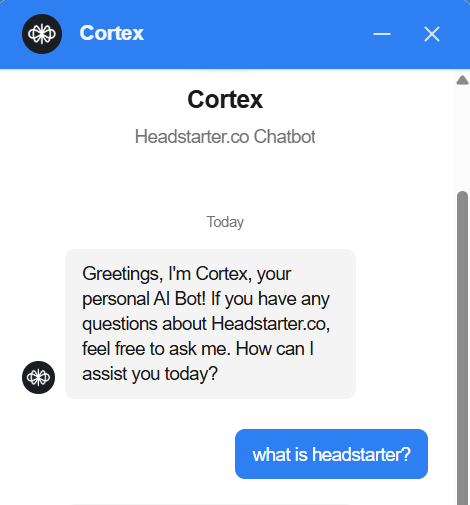 Cortex
Cortex
Headstarter.co Chatbot
Today
Greetings, I'm Cortex, your
personal AI Bot! If you have any
questions about Headstarter.co,
feel free to ask me. How can I
assist you today?
what is headstarter?